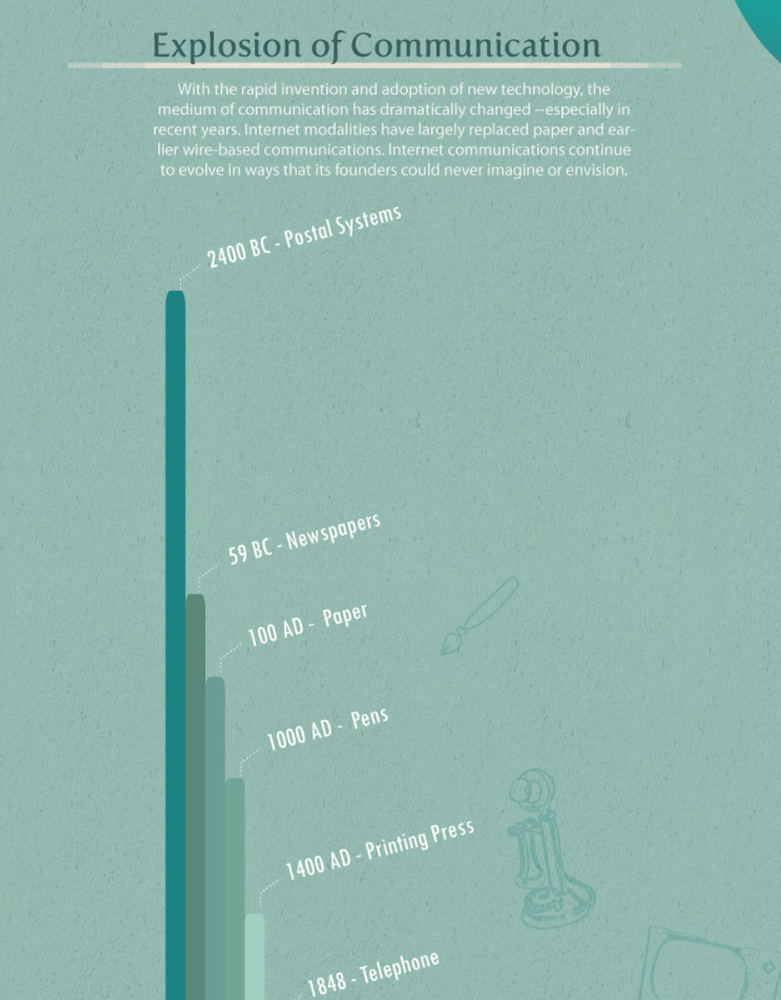 Explosion of Communication
With the rapid invention and adoption of new technology, the
medium of communication has dramatically changed --especially in
recent years. Internet modalities have largely replaced paper and ear-
lier wire-based communications. Internet communications continue
to evolve in ways that its founders could never imagine or envision.
2400 BC - Postal Systems
59 BC - Newspapers
100 AD - Paper
1000 AD - Pens
1400 AD - Printing Press
1848 - Telephone